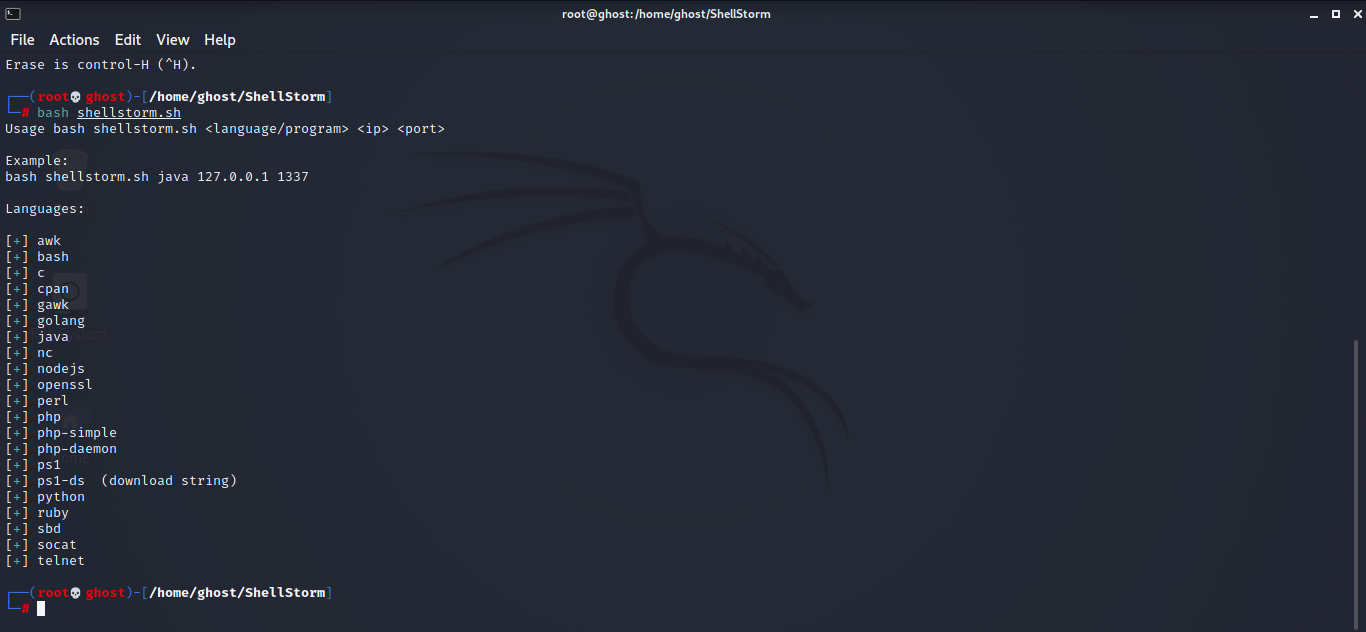 root@ghost:/home/ghost/ShellStorm
File Actions Edit View Help
Erase is control-H (^H).
┌──(root💀ghost)-[/home/ghost/ShellStorm]
└─# bash shellstorm.sh
Usage bash shellstorm.sh <language/program> <ip> <port>
Example:
bash shellstorm.sh java 127.0.0.1 1337
Languages:
[+] awk
[+] bash
[+] c
[+] cpan
[+] gawk
[+] golang
[+] java
[+] nc
[+] nodejs
[+] openssl
[+] perl
[+] php
[+] php-simple
[+] php-daemon
[+] ps1
[+] ps1-ds  (download string)
[+] python
[+] ruby
[+] sbd
[+] socat
[+] telnet
┌──(root💀ghost)-[/home/ghost/ShellStorm]
└─#